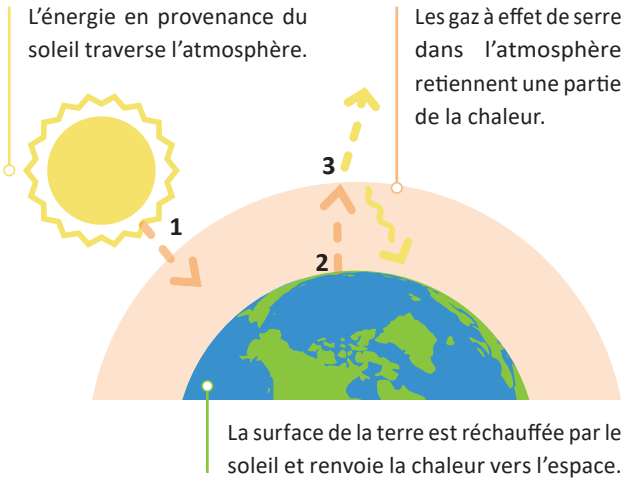 L’énergie en provenance du
soleil traverse l’atmosphère.
Les gaz à effet de serre
dans l’atmosphère
retiennent une partie
de la chaleur.
3
1
2
La surface de la terre est réchauffée par le
soleil et renvoie la chaleur vers l’espace.